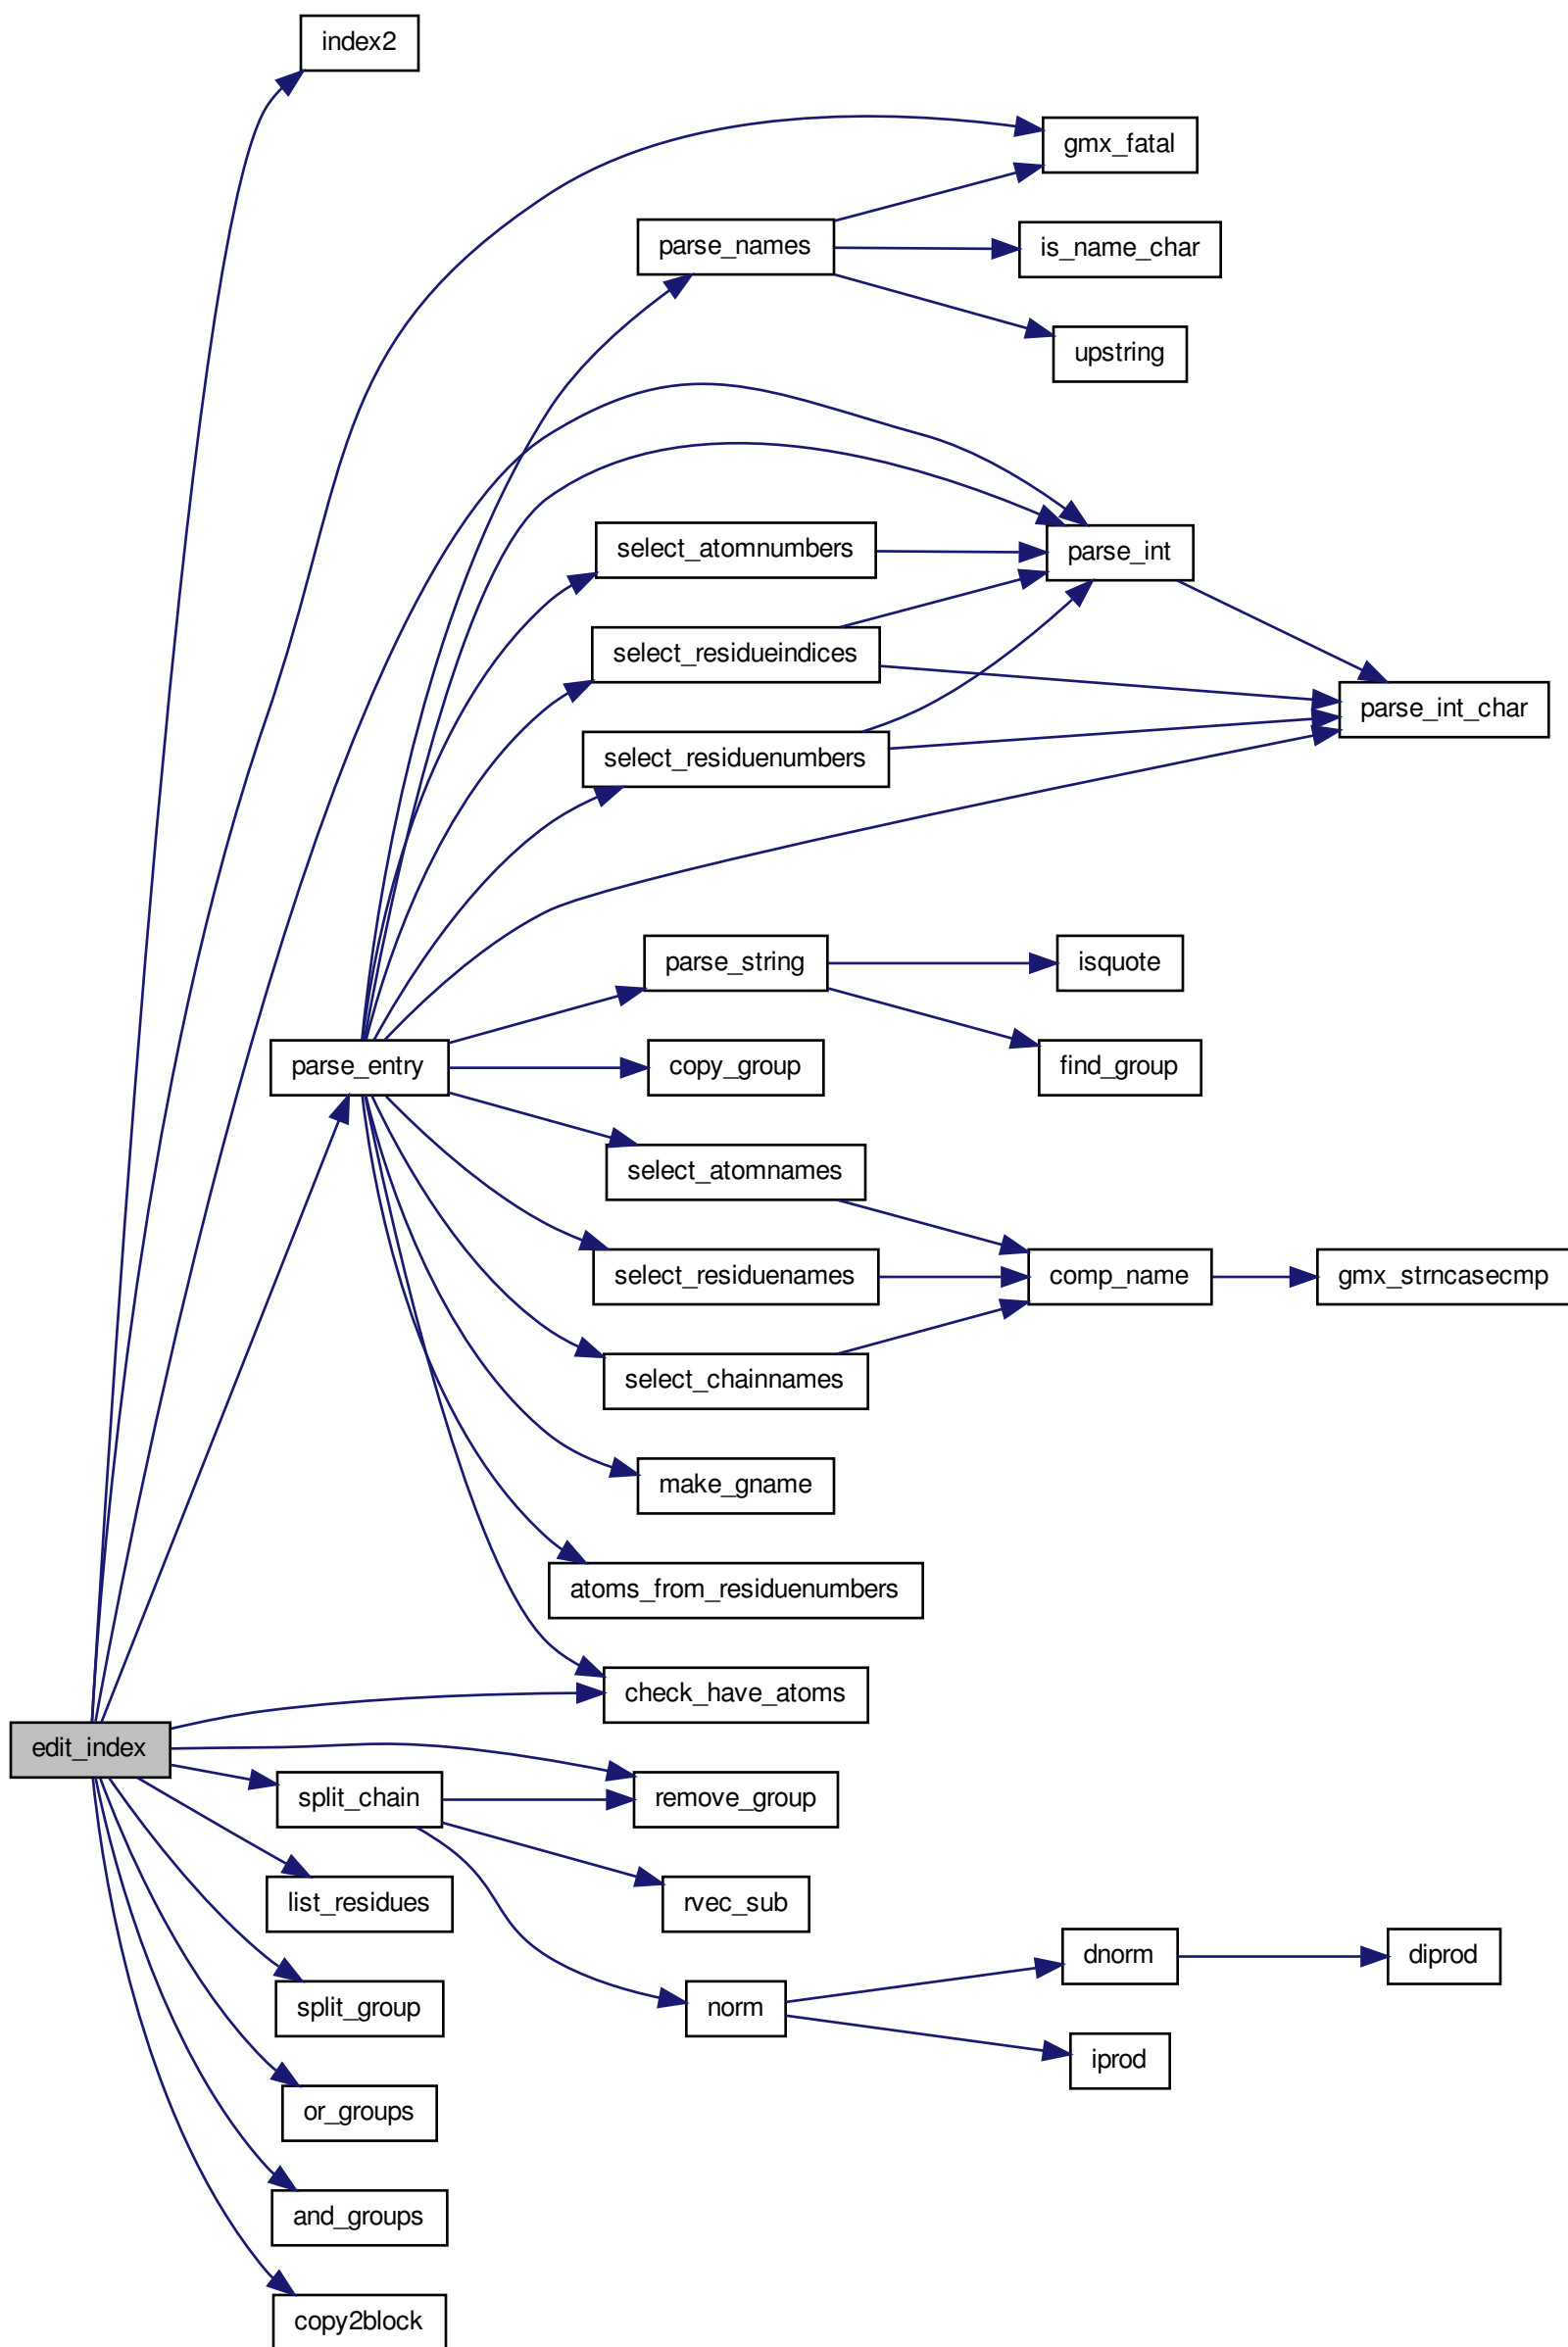 index2
gmx_fatal
parse_names
is_name_char
upstring
select_atomnumbers
parse_int
select_residueindices
parse_int_char
select_residuenumbers
parse_string
isquote
parse_entry
copy_group
find_group
select_atomnames
select_residuenames
comp_name
gmx_strncasecmp
select_chainnames
make_gname
atoms_from_residuenumbers
check_have_atoms
edit_index
split_chain
remove_group
list_residues
rvec_sub
dnorm
diprod
split_group
norm
iprod
or_groups
and_groups
copy2block